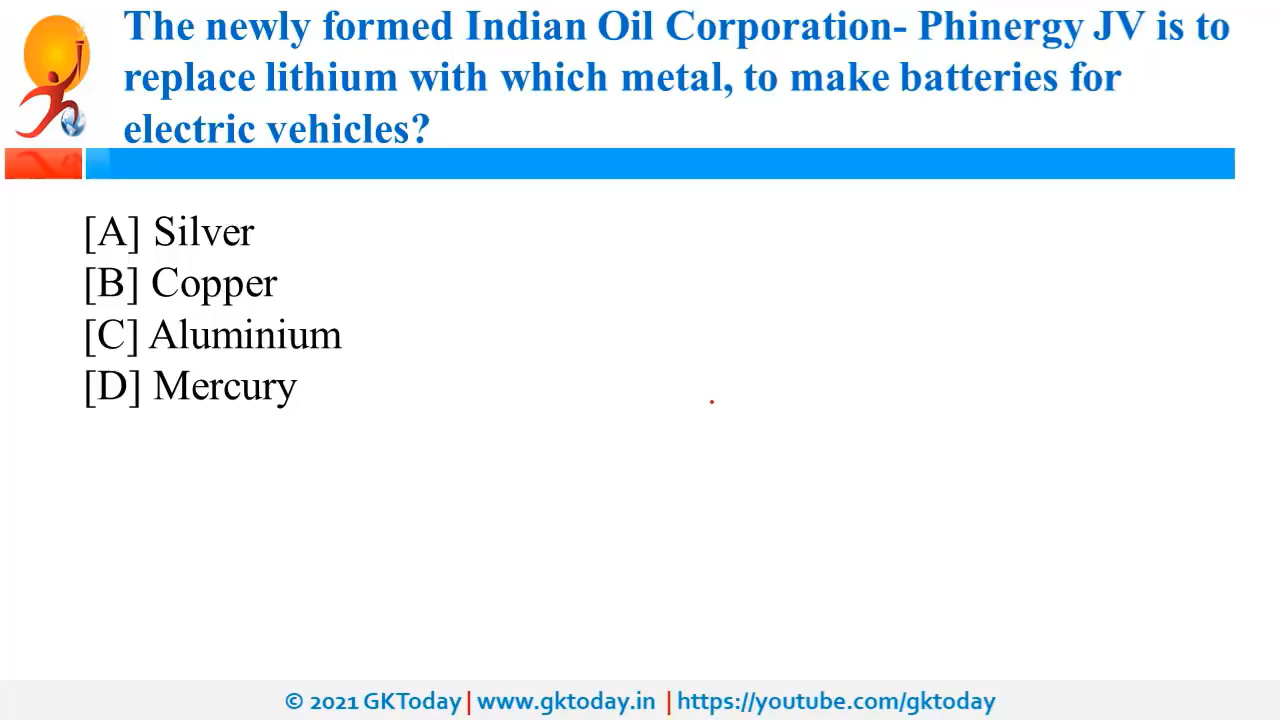 The newly formed Indian Oil Corporation- Phinergy JV is to
replace lithium with which metal, to make batteries for
electric vehicles?
[A] Silver
[B] Copper
[C] Aluminium
[D] Mercury
© 2021 GKToday | www.gktoday.in | https://youtube.com/gktoday